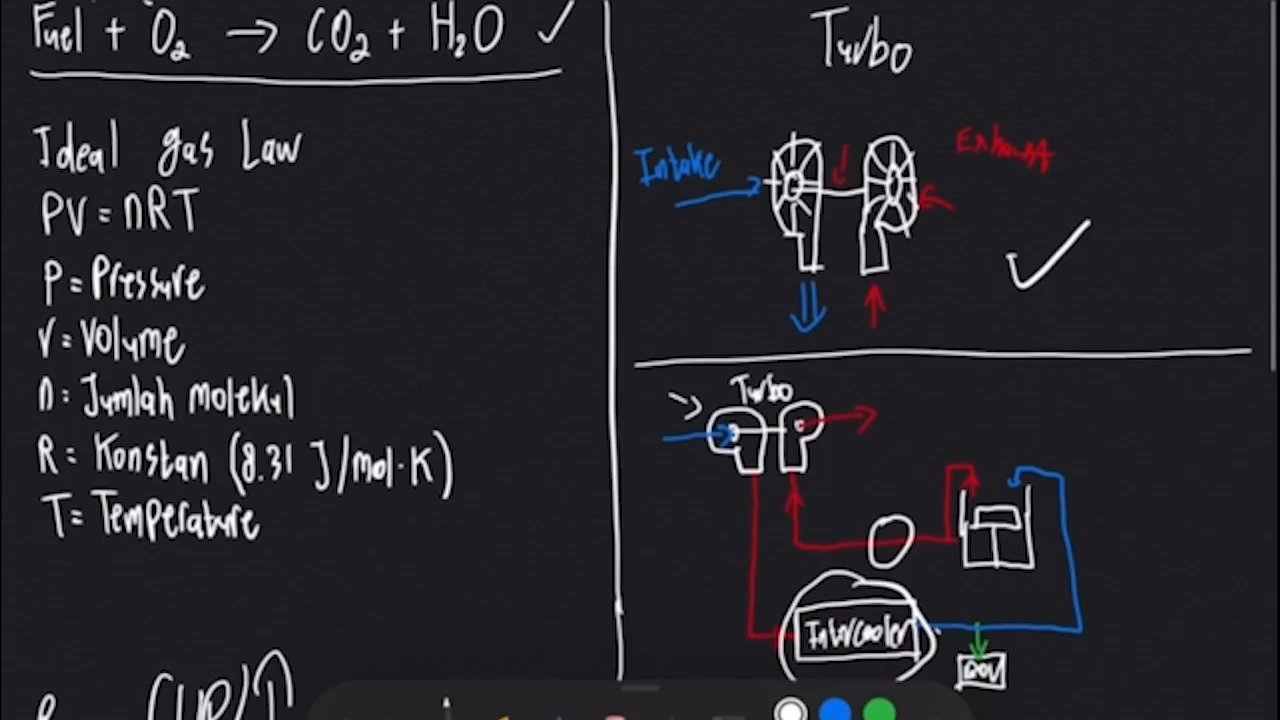 Fuel + O₂ → CO₂ + H₂O ✓
Ideal gas Law
PV = nRT
P = Pressure
V = Volume
n = Jumlah molekul
R = Konstan (8.31 J/mol·K)
T = Temperature
Turbo
Intake
Exhaust
Turbo
Intercooler
BOV